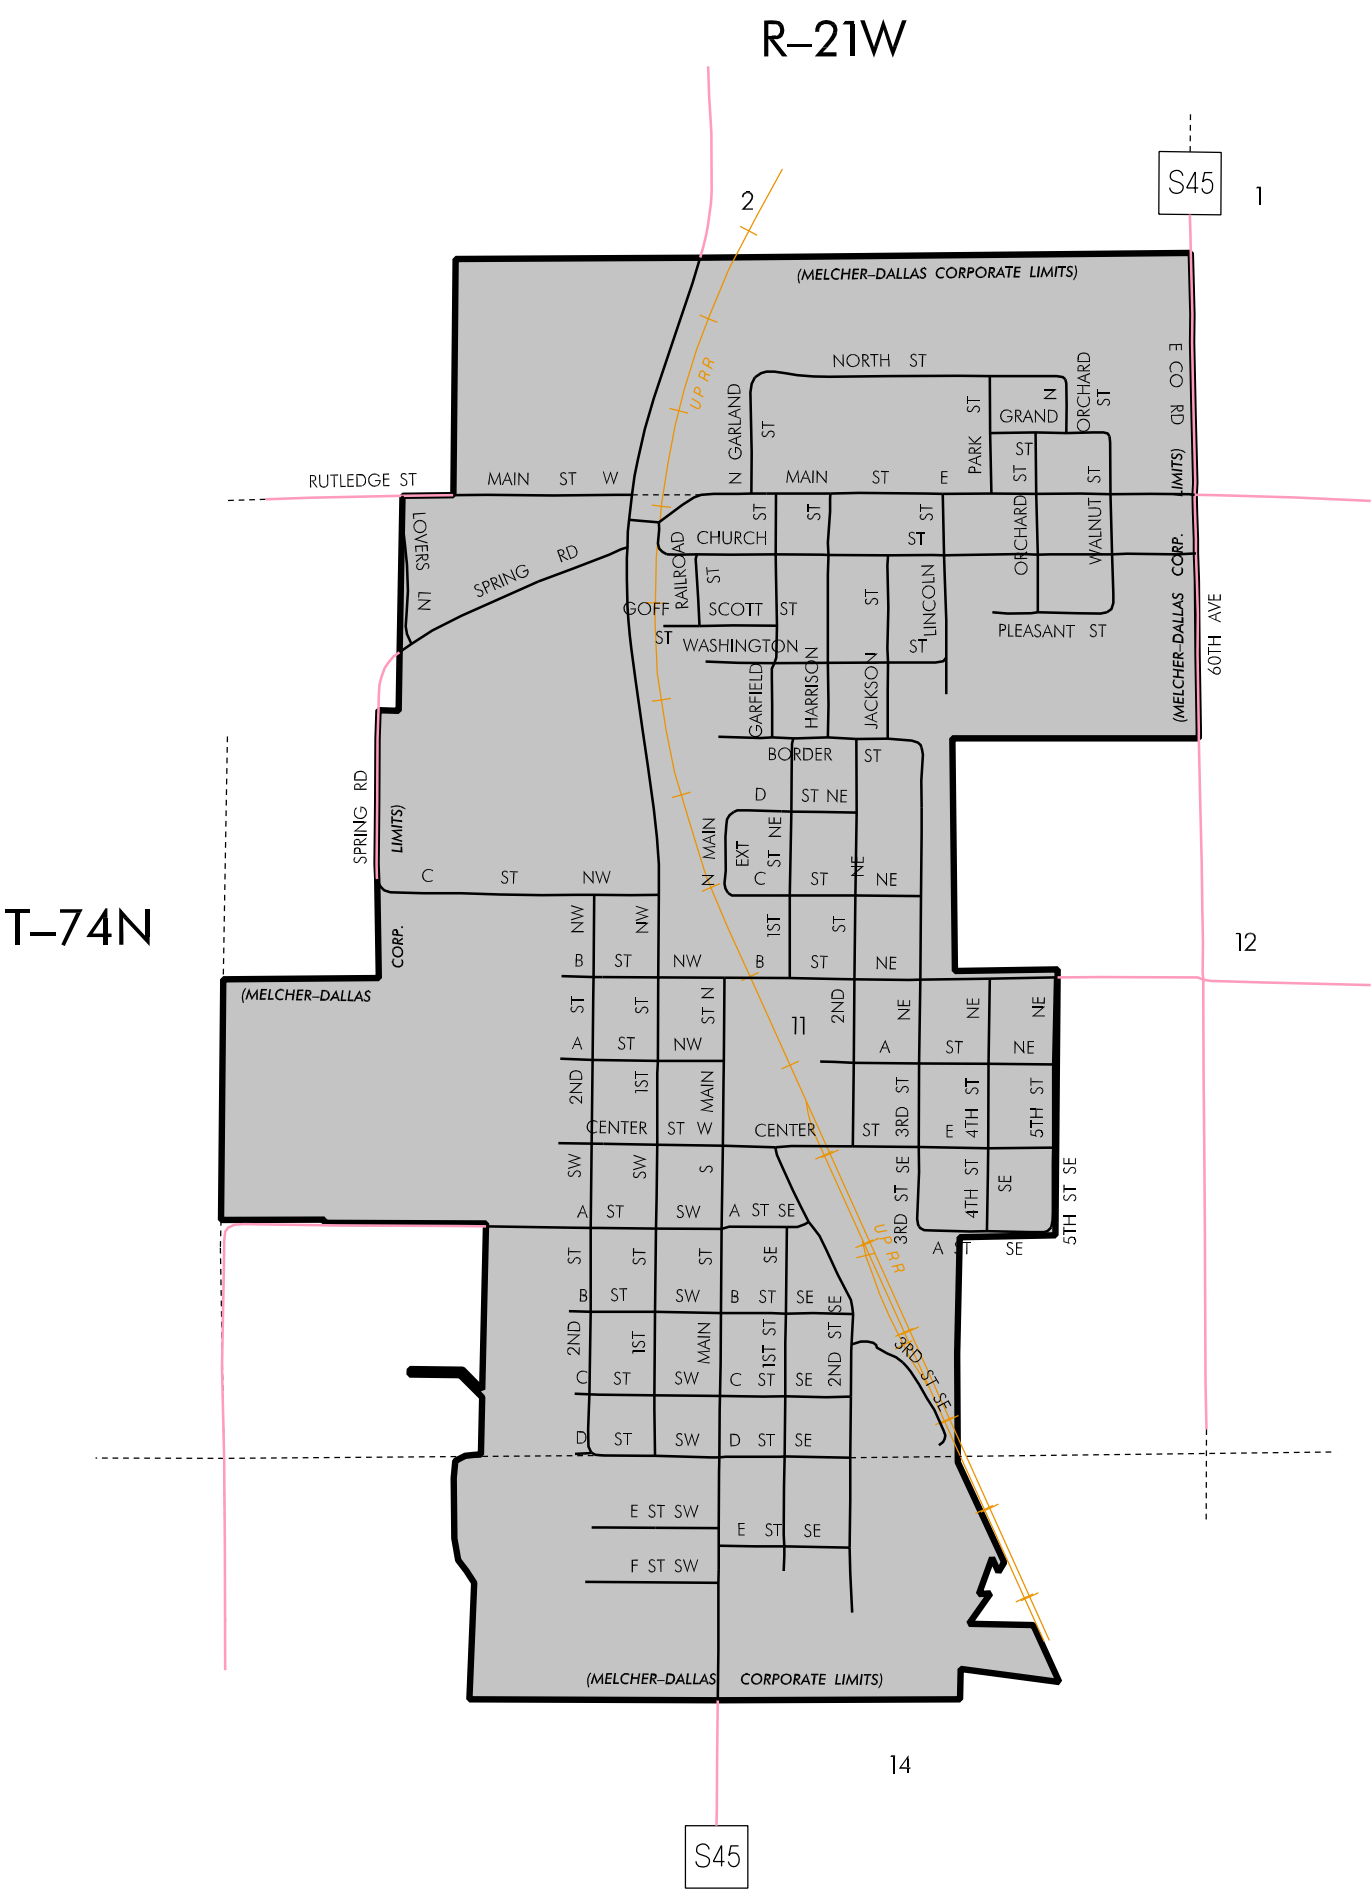 R–21W
2
S45
1
(MELCHER–DALLAS CORPORATE LIMITS)
UP RR
NORTH ST
E CO RD
N GARLAND ST
PARK ST
GRAND ST
N ORCHARD ST
RUTLEDGE ST
MAIN ST W
MAIN ST E
ORCHARD ST
WALNUT ST
(MELCHER–DALLAS CORP. LIMITS)
LOVERS LN
SPRING RD
CHURCH ST
RAILROAD ST
GOFF ST
SCOTT ST
WASHINGTON ST
LINCOLN ST
PLEASANT ST
60TH AVE
GARFIELD ST
HARRISON ST
JACKSON ST
BORDER ST
SPRING RD
D ST NE
N MAIN ST
EXT
C ST NW
C ST NE
1ST ST NE
2ND ST NE
T–74N
(MELCHER–DALLAS CORP. LIMITS)
12
B ST NW
B ST NE
2ND ST NW
1ST ST NW
MAIN ST N
11
3RD ST NE
4TH ST NE
5TH ST NE
A ST NW
A ST NE
CENTER ST W
CENTER ST E
2ND ST SW
1ST ST SW
MAIN ST S
3RD ST SE
4TH ST SE
5TH ST SE
A ST SW
A ST SE
A ST SE
UP RR
1ST ST SE
2ND ST SE
B ST SW
B ST SE
3RD ST SE
C ST SW
C ST SE
D ST SW
D ST SE
E ST SW
E ST SE
F ST SW
(MELCHER–DALLAS CORPORATE LIMITS)
14
S45